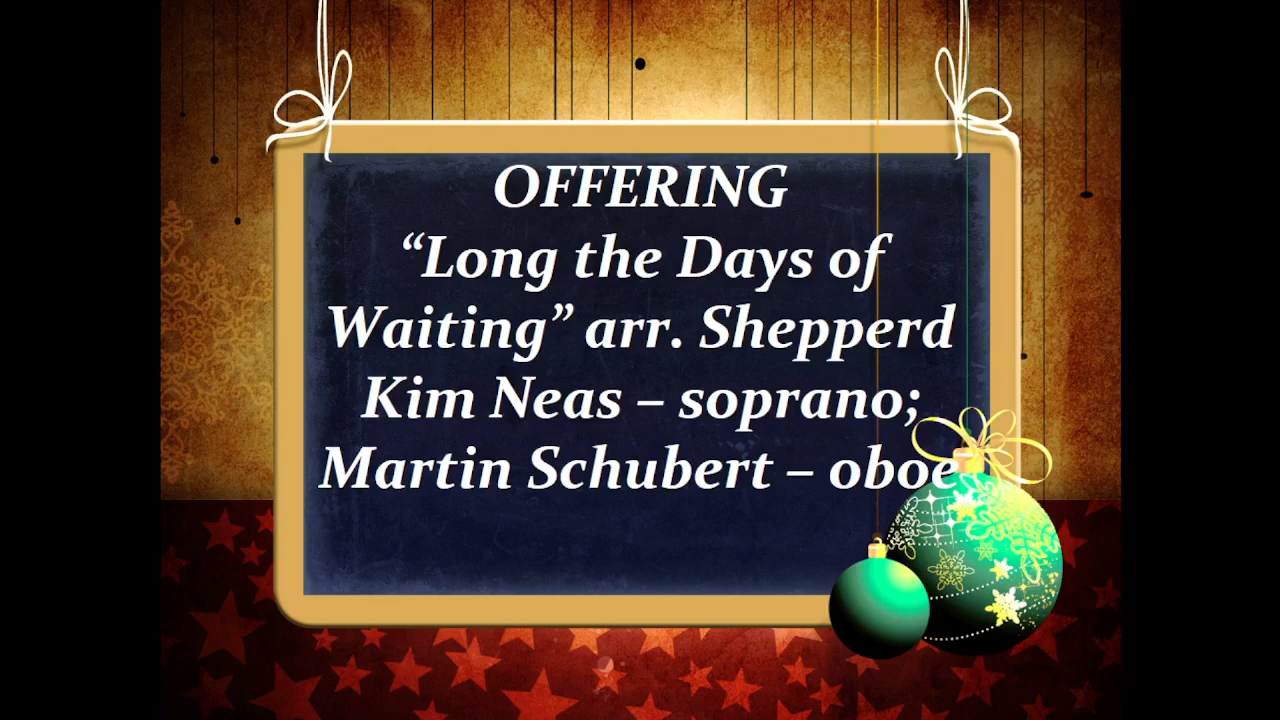 OFFERING
“Long the Days of
Waiting” arr. Shepperd
Kim Neas – soprano;
Martin Schubert – oboe